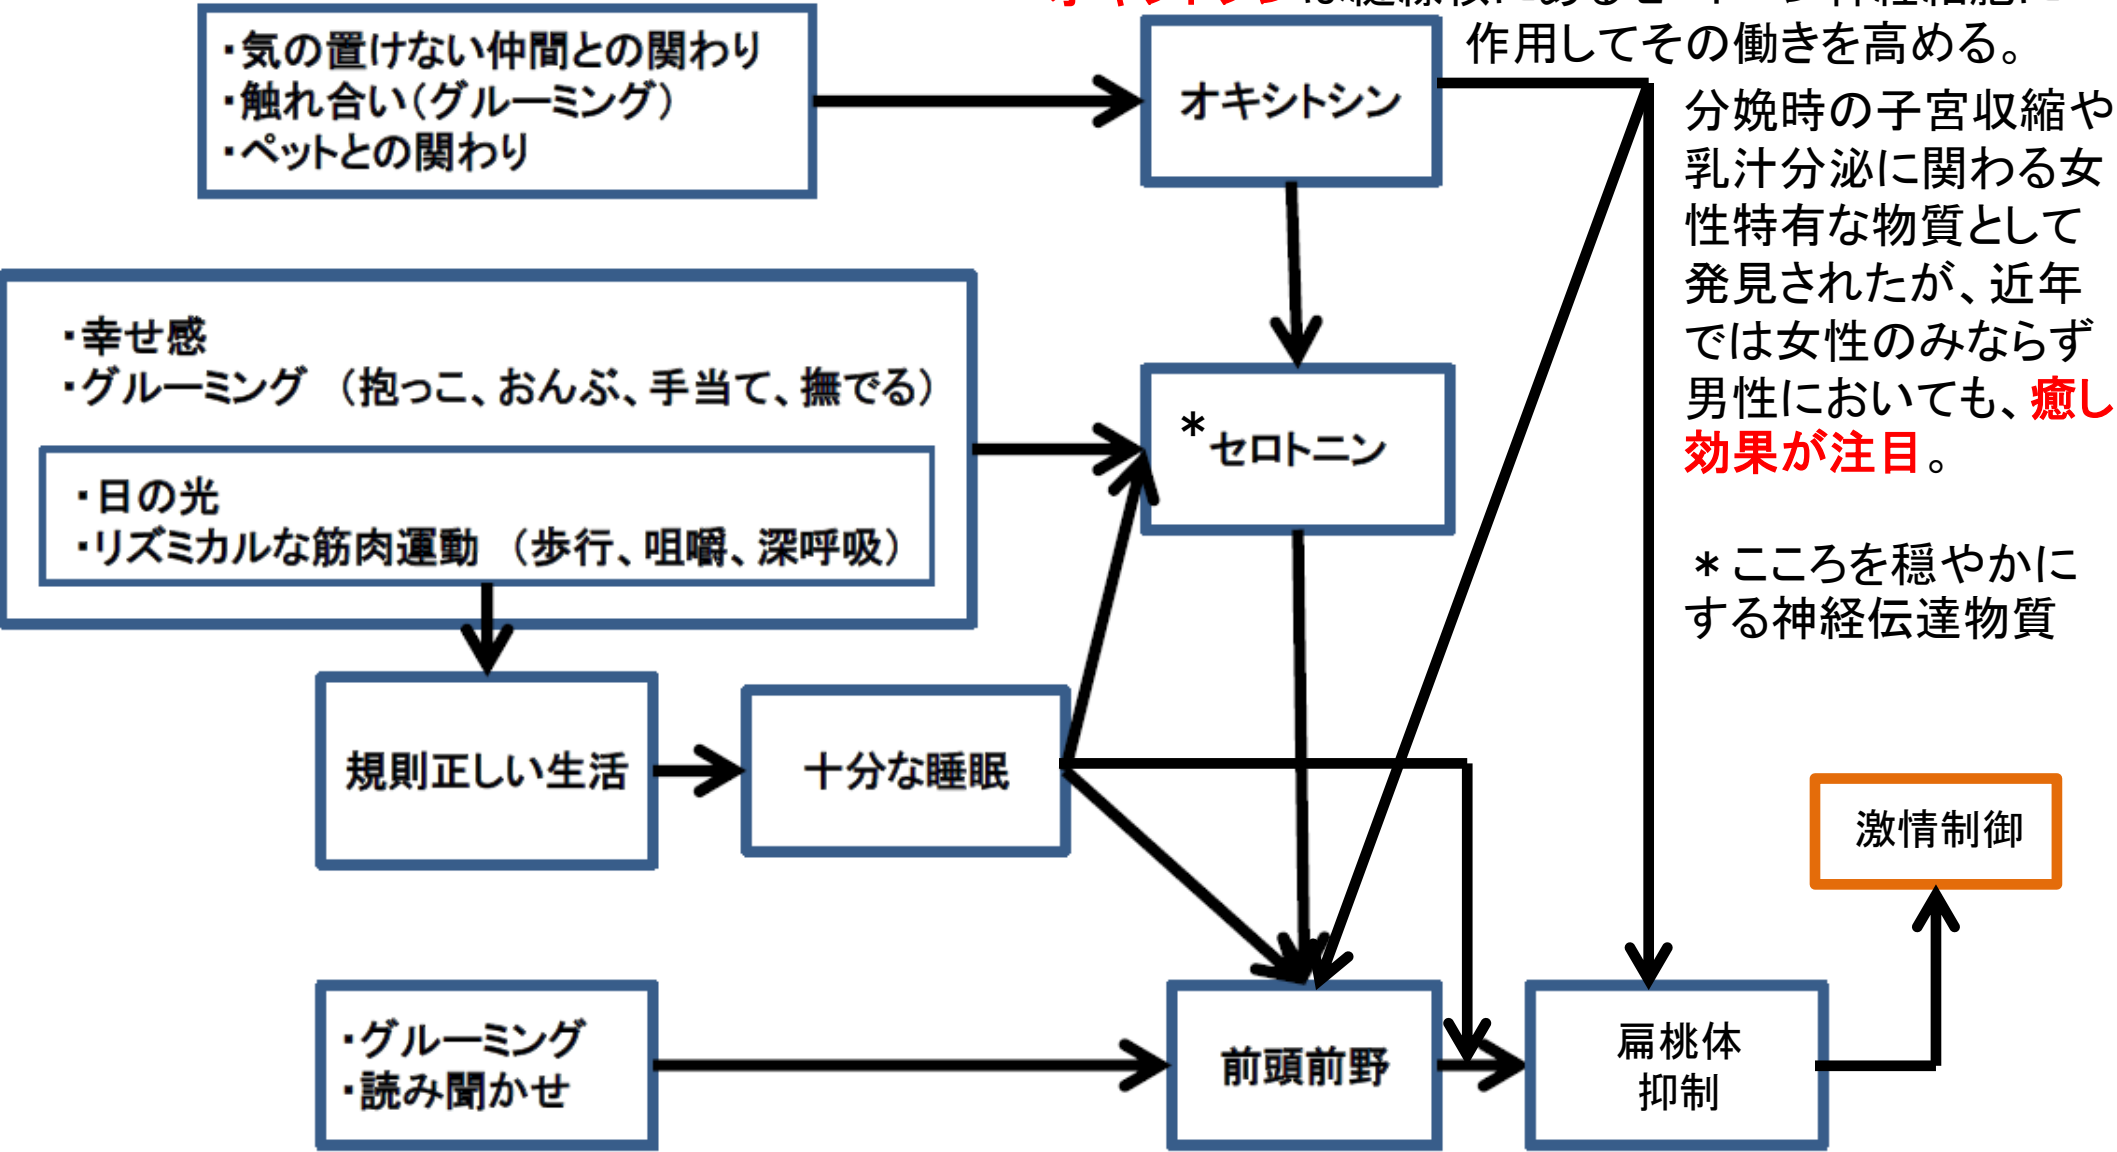 作用してその働きを高める。
・気の置けない仲間との関わり
・触れ合い（グルーミング）
・ペットとの関わり
オキシトシン
分娩時の子宮収縮や
乳汁分泌に関わる女
性特有な物質として
発見されたが、近年
では女性のみならず
男性においても、癒し
効果が注目。
・幸せ感
・グルーミング （抱っこ、おんぶ、手当て、撫でる）
・日の光
・リズミカルな筋肉運動 （歩行、咀嚼、深呼吸）
*セロトニン
*こころを穏やかに
する神経伝達物質
規則正しい生活
十分な睡眠
激情制御
・グルーミング
・読み聞かせ
前頭前野
扁桃体
抑制